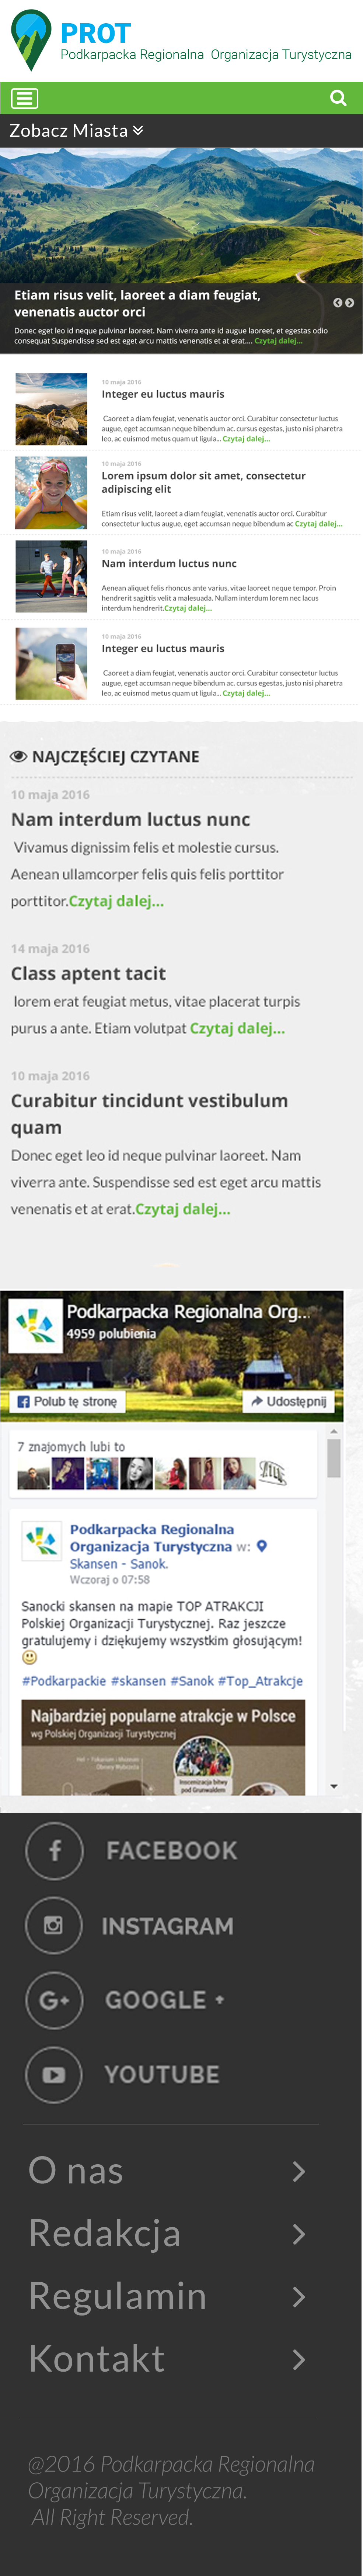 PROT
Podkarpacka Regionalna Organizacja Turystyczna
Zobacz Miasta
Etiam risus velit, laoreet a diam feugiat,
venenatis auctor orci
Donec eget leo id neque pulvinar laoreet. Nam viverra ante id augue laoreet, et egestas odio
consequat Suspendisse sed est eget arcu mattis venenatis et at erat.... Czytaj dalej...
10 maja 2016
Integer eu luctus mauris
Caoreet a diam feugiat, venenatis auctor orci. Curabitur consectetur luctus
augue, eget accumsan neque bibendum ac. cursus egestas, justo nisi pharetra
leo, ac euismod metus quam ut ligula... Czytaj dalej...
10 maja 2016
Lorem ipsum dolor sit amet, consectetur
adipiscing elit
Etiam risus velit, laoreet a diam feugiat, venenatis auctor orci. Curabitur
consectetur luctus augue, eget accumsan neque bibendum ac Czytaj dalej...
10 maja 2016
Nam interdum luctus nunc
Aenean aliquet felis rhoncus ante varius, vitae laoreet neque tempor. Proin
hendrerit sagittis velit a malesuada. Nullam interdum lorem nec lacus
interdum hendrerit.Czytaj dalej...
10 maja 2016
Integer eu luctus mauris
Caoreet a diam feugiat, venenatis auctor orci. Curabitur consectetur luctus
augue, eget accumsan neque bibendum ac. cursus egestas, justo nisi pharetra
leo, ac euismod metus quam ut ligula... Czytaj dalej...
NAJCZĘŚCIEJ CZYTANE
10 maja 2016
Nam interdum luctus nunc
Vivamus dignissim felis et molestie cursus.
Aenean ullamcorper felis quis felis porttitor
porttitor.Czytaj dalej...
14 maja 2016
Class aptent tacit
lorem erat feugiat metus, vitae placerat turpis
purus a ante. Etiam volutpat Czytaj dalej...
10 maja 2016
Curabitur tincidunt vestibulum
quam
Donec eget leo id neque pulvinar laoreet. Nam
viverra ante. Suspendisse sed est eget arcu mattis
venenatis et at erat.Czytaj dalej...
Podkarpacka Regionalna Org...
4959 polubienia
Polub tę stronę
Udostępnij
7 znajomych lubi to
Podkarpacka Regionalna
Organizacja Turystyczna w:
Skansen - Sanok.
Wczoraj o 07:58
Sanocki skansen na mapie TOP ATRAKCJI
Polskiej Organizacji Turystycznej. Raz jeszcze
gratulujemy i dziękujemy wszystkim głosującym!
#Podkarpackie #skansen #Sanok #Top_Atrakcje
Najbardziej popularne atrakcje w Polsce
wg Polskiej Organizacji Turystycznej
Hel - Fokarium i Muzeum
Obrony Wybrzeża
Inscenizacja bitwy
pod Grunwaldem
FACEBOOK
INSTAGRAM
G+ GOOGLE +
YOUTUBE
O nas
Redakcja
Regulamin
Kontakt
@2016 Podkarpacka Regionalna
Organizacja Turystyczna.
All Right Reserved.